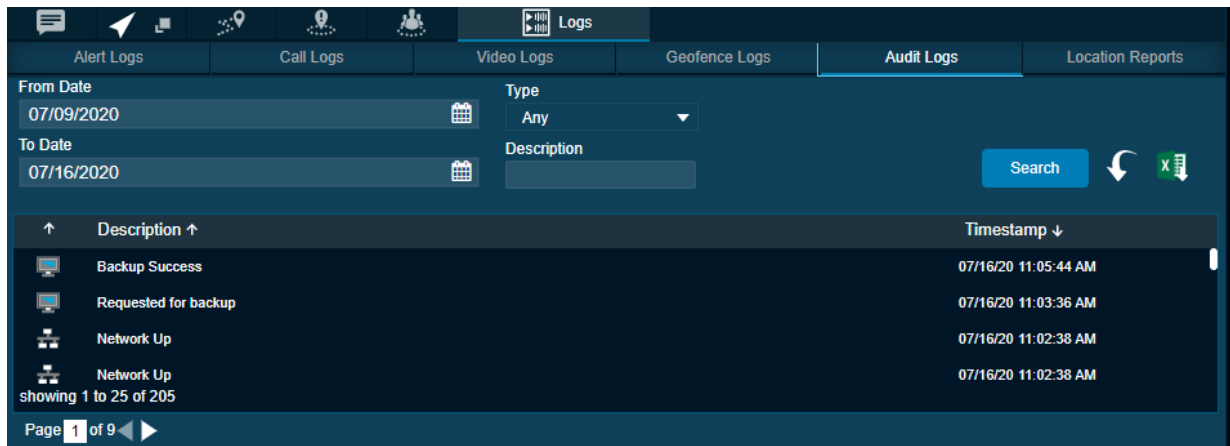 Logs
Alert Logs Call Logs Video Logs Geofence Logs Audit Logs Location Reports
From Date
07/09/2020
Type
Any
To Date
07/16/2020
Description
Search
Description Timestamp
Backup Success 07/16/20 11:05:44 AM
Requested for backup 07/16/20 11:03:36 AM
Network Up 07/16/20 11:02:38 AM
Network Up 07/16/20 11:02:38 AM
showing 1 to 25 of 205
Page 1 of 9